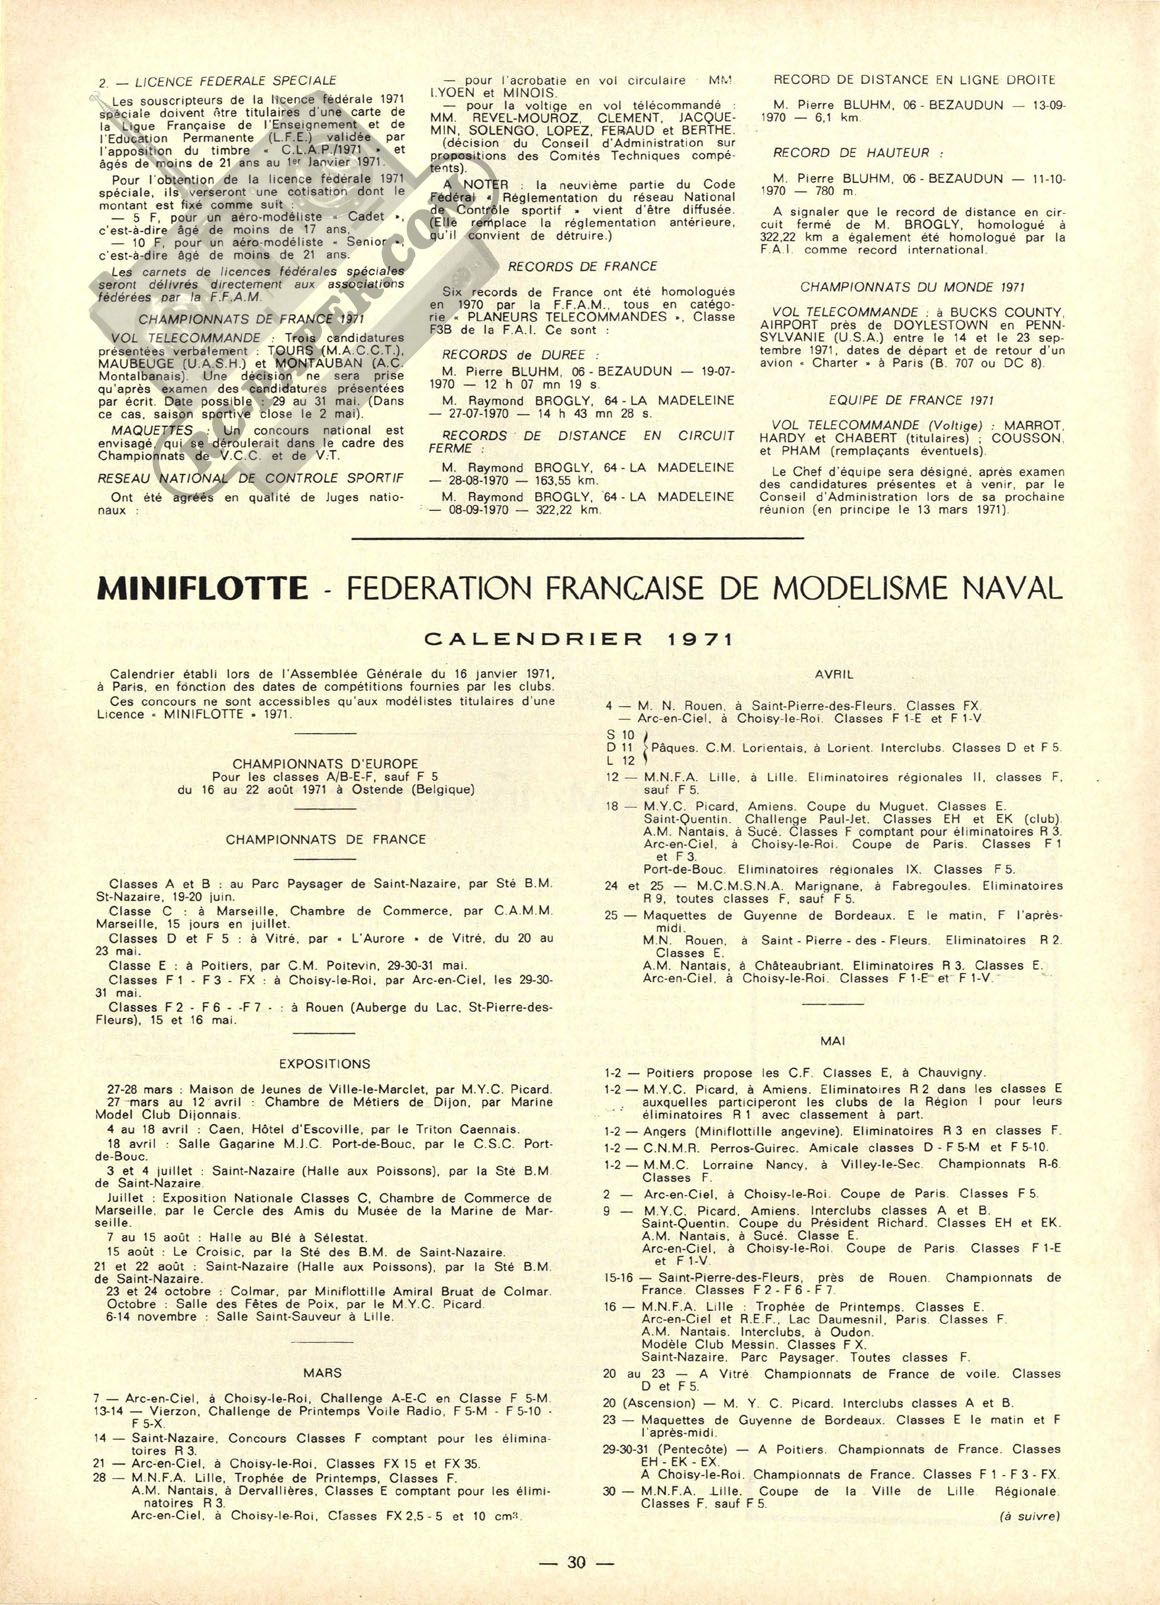 2. — LICENCE FEDERALE SPECIALE
Les souscripteurs de la licence fédérale 1971
spéciale doivent être titulaires d'une carte de
la Ligue Française de l'Enseignement et de
l'Education Permanente (L.F.E.) validée par
l'apposition du timbre « C.L.A.P./1971 » et
âgés de moins de 21 ans au 1er Janvier 1971.
Pour l'obtention de la licence fédérale 1971
spéciale, ils verseront une cotisation dont le
montant est fixé comme suit :
— 5 F, pour un aéro-modéliste « Cadet »,
c'est-à-dire âgé de moins de 17 ans,
— 10 F, pour un aéro-modéliste « Senior »,
c'est-à-dire âgé de moins de 21 ans.
Les carnets de licences fédérales spéciales
seront délivrés directement aux associations
fédérées par la F.F.A.M.
CHAMPIONNATS DE FRANCE 1971
VOL TELECOMMANDE : Trois candidatures
présentées verbalement : TOURS (M.A.C.C.T.),
MAUBEUGE (U.A.S.H.) et MONTAUBAN (A.C.
Montalbanais). Une décision ne sera prise
qu'après examen des candidatures présentées
par écrit. Date possible : 29 au 31 mai. (Dans
ce cas, saison sportive close le 2 mai).
MAQUETTES : Un concours national est
envisagé qui se déroulerait dans le cadre des
Championnats de V.C.C. et de V.T.
RESEAU NATIONAL DE CONTROLE SPORTIF
Ont été agréés en qualité de Juges natio-
naux :
— pour l'acrobatie en vol circulaire MM
LYOEN et MINOIS.
— pour la voltige en vol télécommandé :
MM. REVEL-MOUROZ, CLEMENT, JACQUE-
MIN, SOLENGO, LOPEZ, FERAUD et BERTHE.
(décision du Conseil d'Administration sur
propositions des Comités Techniques compé-
tents).
A NOTER : la neuvième partie du Code
Fédéral « Réglementation du réseau National
de Contrôle sportif » vient d'être diffusée.
(Elle remplace la réglementation antérieure,
qu'il convient de détruire.)
RECORDS DE FRANCE
Six records de France ont été homologués
en 1970 par la F.F.A.M., tous en catégo-
rie « PLANEURS TELECOMMANDES », Classe
F3B de la F.A.I. Ce sont :
RECORDS de DUREE :
M. Pierre BLUHM, 06 - BEZAUDUN — 19-07-
1970 — 12 h 07 mn 19 s.
M. Raymond BROGLY, 64 - LA MADELEINE
— 27-07-1970 — 14 h 43 mn 28 s.
RECORDS DE DISTANCE EN CIRCUIT
FERME :
M. Raymond BROGLY, 64 - LA MADELEINE
— 28-08-1970 — 163,55 km.
M. Raymond BROGLY, 64 - LA MADELEINE
— 08-09-1970 — 322,22 km.
RECORD DE DISTANCE EN LIGNE DROITE
M. Pierre BLUHM, 06 - BEZAUDUN — 13-09-
1970 — 6,1 km.
RECORD DE HAUTEUR :
M. Pierre BLUHM, 06 - BEZAUDUN — 11-10-
1970 — 780 m.
A signaler que le record de distance en cir-
cuit fermé de M. BROGLY, homologué à
322,22 km a également été homologué par la
F.A.I. comme record international.
CHAMPIONNATS DU MONDE 1971
VOL TELECOMMANDE : à BUCKS COUNTY,
AIRPORT près de DOYLESTOWN en PENN-
SYLVANIE (U.S.A.) entre le 14 et le 23 sep-
tembre 1971, dates de départ et de retour d'un
avion « Charter » à Paris (B. 707 ou DC 8).
EQUIPE DE FRANCE 1971
VOL TELECOMMANDE (Voltige) : MARROT,
HARDY et CHABERT (titulaires) ; COUSSON,
et PHAM (remplaçants éventuels).
Le Chef d'équipe sera désigné, après examen
des candidatures présentes et à venir, par le
Conseil d'Administration lors de sa prochaine
réunion (en principe le 13 mars 1971).
RC-PAPER.COM
MINIFLOTTE - FEDERATION FRANÇAISE DE MODELISME NAVAL
CALENDRIER 1971
Calendrier établi lors de l'Assemblée Générale du 16 janvier 1971,
à Paris, en fonction des dates de compétitions fournies par les clubs.
Ces concours ne sont accessibles qu'aux modélistes titulaires d'une
Licence « MINIFLOTTE » 1971.
CHAMPIONNATS D'EUROPE
Pour les classes A/B-E-F, sauf F 5
du 16 au 22 août 1971 à Ostende (Belgique)
CHAMPIONNATS DE FRANCE
Classes A et B : au Parc Paysager de Saint-Nazaire, par Sté B.M.
St-Nazaire, 19-20 juin.
Classe C : à Marseille, Chambre de Commerce, par C.A.M.M.
Marseille, 15 jours en juillet.
Classes D et F 5 : à Vitré, par « L'Aurore » de Vitré, du 20 au
23 mai.
Classe E : à Poitiers, par C.M. Poitevin, 29-30-31 mai.
Classes F 1 - F 3 - FX : à Choisy-le-Roi, par Arc-en-Ciel, les 29-30-
31 mai.
Classes F 2 - F 6 - -F 7 - : à Rouen (Auberge du Lac, St-Pierre-des-
Fleurs), 15 et 16 mai.
EXPOSITIONS
27-28 mars : Maison de Jeunes de Ville-le-Marclet, par M.Y.C. Picard.
27 mars au 12 avril : Chambre de Métiers de Dijon, par Marine
Model Club Dijonnais.
4 au 18 avril : Caen, Hôtel d'Escoville, par le Triton Caennais.
18 avril : Salle Gagarine M.J.C. Port-de-Bouc, par le C.S.C. Port-
de-Bouc.
3 et 4 juillet : Saint-Nazaire (Halle aux Poissons), par la Sté B.M.
de Saint-Nazaire.
Juillet : Exposition Nationale Classes C, Chambre de Commerce de
Marseille, par le Cercle des Amis du Musée de la Marine de Mar-
seille.
7 au 15 août : Halle au Blé à Sélestat.
15 août : Le Croisic, par la Sté des B.M. de Saint-Nazaire.
21 et 22 août : Saint-Nazaire (Halle aux Poissons), par la Sté B.M.
de Saint-Nazaire.
23 et 24 octobre : Colmar, par Miniflottille Amiral Bruat de Colmar.
Octobre : Salle des Fêtes de Poix, par le M.Y.C. Picard.
6-14 novembre : Salle Saint-Sauveur à Lille.
MARS
7 — Arc-en-Ciel, à Choisy-le-Roi, Challenge A-E-C en Classe F 5-M.
13-14 — Vierzon, Challenge de Printemps Voile Radio, F 5-M - F 5-10 -
F 5-X.
14 — Saint-Nazaire, Concours Classes F comptant pour les élimina-
toires R 3.
21 — Arc-en-Ciel, à Choisy-le-Roi, Classes FX 15 et FX 35.
28 — M.N.F.A. Lille, Trophée de Printemps, Classes F.
A.M. Nantais, à Dervallières, Classes E comptant pour les élimi-
natoires R 3.
Arc-en-Ciel, à Choisy-le-Roi, Classes FX 2,5 - 5 et 10 cm3.
AVRIL
4 — M. N. Rouen, à Saint-Pierre-des-Fleurs. Classes FX.
— Arc-en-Ciel, à Choisy-le-Roi. Classes F 1-E et F 1-V
S 10
D 11 } Pâques. C.M. Lorientais, à Lorient. Interclubs. Classes D et F 5.
L 12
12 — M.N.F.A. Lille, à Lille. Eliminatoires régionales II, classes F,
sauf F 5.
18 — M.Y.C. Picard, Amiens. Coupe du Muguet. Classes E.
Saint-Quentin. Challenge Paul-Jet. Classes EH et EK (club).
A.M. Nantais, à Sucé. Classes F comptant pour éliminatoires R 3.
Arc-en-Ciel, à Choisy-le-Roi. Coupe de Paris. Classes F 1
et F 3.
Port-de-Bouc. Eliminatoires régionales IX. Classes F 5.
24 et 25 — M.C.M.S.N.A. Marignane, à Fabregoules. Eliminatoires
R 9, toutes classes F, sauf F 5.
25 — Maquettes de Guyenne de Bordeaux. E le matin, F l'après-
midi.
M.N. Rouen, à Saint - Pierre - des - Fleurs. Eliminatoires R 2.
Classes E.
A.M. Nantais, à Châteaubriant. Eliminatoires R 3. Classes E.
Arc-en-Ciel, à Choisy-le-Roi. Classes F 1-E et F 1-V.
MAI
1-2 — Poitiers propose les C.F. Classes E, à Chauvigny.
1-2 — M.Y.C. Picard, à Amiens. Eliminatoires R 2 dans les classes E
auxquelles participeront les clubs de la Région I pour leurs
éliminatoires R 1 avec classement à part.
1-2 — Angers (Miniflottille angevine). Eliminatoires R 3 en classes F.
1-2 — C.N.M.R. Perros-Guirec. Amicale classes D - F 5-M et F 5-10.
1-2 — M.M.C. Lorraine Nancy, à Villey-le-Sec. Championnats R-6.
Classes F.
2 — Arc-en-Ciel, à Choisy-le-Roi. Coupe de Paris. Classes F 5.
9 — M.Y.C. Picard, Amiens. Interclubs classes A et B.
Saint-Quentin. Coupe du Président Richard. Classes EH et EK.
A.M. Nantais, à Sucé. Classe E.
Arc-en-Ciel, à Choisy-le-Roi. Coupe de Paris. Classes F 1-E
et F 1-V.
15-16 — Saint-Pierre-des-Fleurs, près de Rouen. Championnats de
France. Classes F 2 - F 6 - F 7.
16 — M.N.F.A. Lille : Trophée de Printemps. Classes E.
Arc-en-Ciel et R.E.F., Lac Daumesnil, Paris. Classes F.
A.M. Nantais. Interclubs, à Oudon.
Modèle Club Messin. Classes F X.
Saint-Nazaire. Parc Paysager. Toutes classes F.
20 au 23 — A Vitré. Championnats de France de voile. Classes
D et F 5.
20 (Ascension) — M. Y. C. Picard. Interclubs classes A et B.
23 — Maquettes de Guyenne de Bordeaux. Classes E le matin et F
l'après-midi.
29-30-31 (Pentecôte) — A Poitiers. Championnats de France. Classes
EH - EK - EX.
A Choisy-le-Roi. Championnats de France. Classes F 1 - F 3 - FX.
30 — M.N.F.A. Lille. Coupe de la Ville de Lille. Régionale.
Classes F, sauf F 5.
(à suivre)
— 30 —